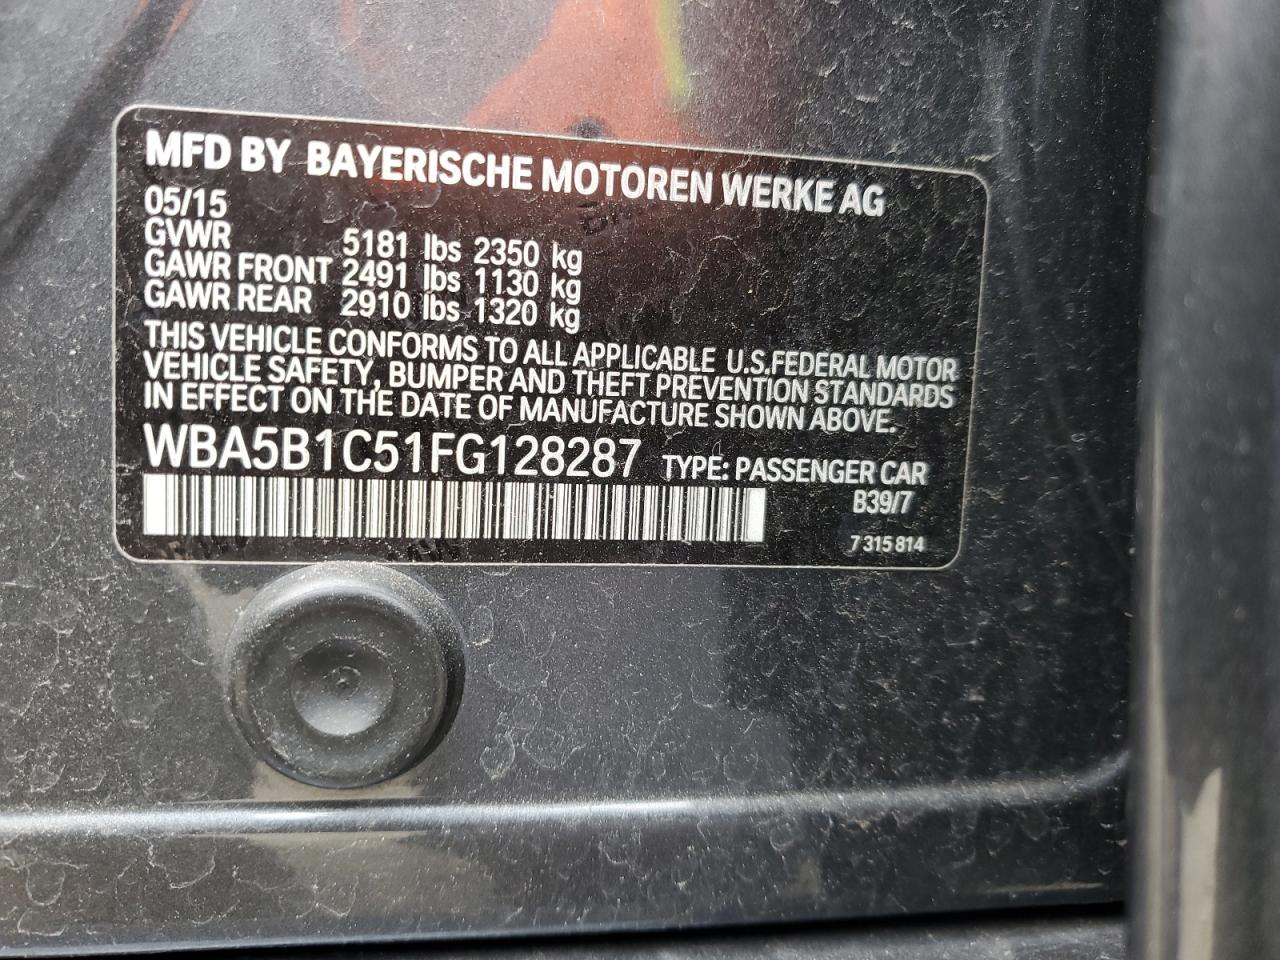 MFD BY BAYERISCHE MOTOREN WERKE AG
05/15
GVWR 5181 lbs 2350 kg
GAWR FRONT 2491 lbs 1130 kg
GAWR REAR 2910 lbs 1320 kg
THIS VEHICLE CONFORMS TO ALL APPLICABLE U.S.FEDERAL MOTOR
VEHICLE SAFETY, BUMPER AND THEFT PREVENTION STANDARDS
IN EFFECT ON THE DATE OF MANUFACTURE SHOWN ABOVE.
WBA5B1C51FG128287 TYPE: PASSENGER CAR
B39/7
7 315 814